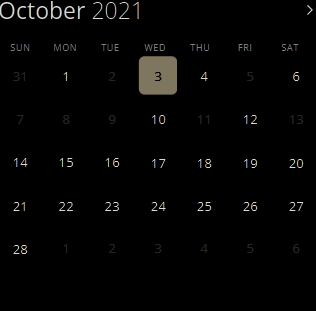 October 2021
SUN MON TUE WED THU FRI SAT
31 1 2 3 4 5 6
7 8 9 10 11 12 13
14 15 16 17 18 19 20
21 22 23 24 25 26 27
28 1 2 3 4 5 6